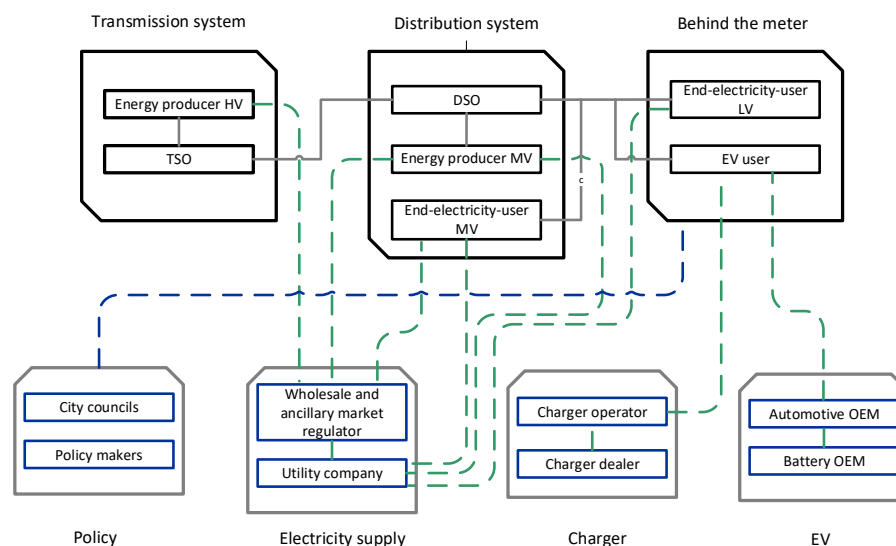 Transmission system
Distribution system
Behind the meter
Energy producer HV
TSO
DSO
Energy producer MV
End-electricity-user
MV
c
End-electricity-user
LV
EV user
City councils
Policy makers
Wholesale and
ancillary market
regulator
Utility company
Charger operator
Charger dealer
Automotive OEM
Battery OEM
Policy
Electricity supply
Charger
EV